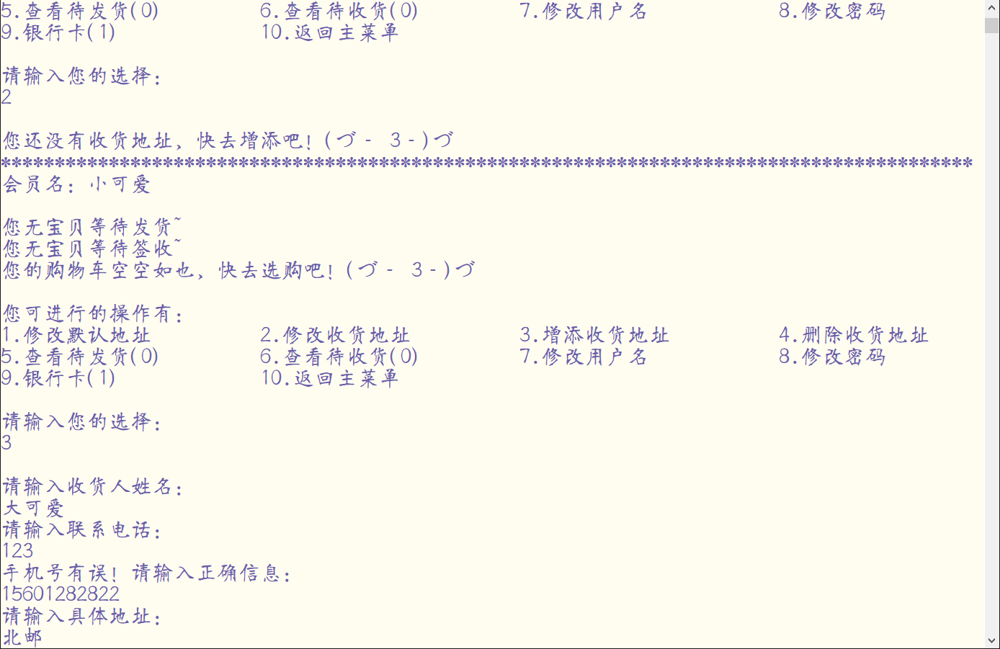 5.查看待发货(0) 6.查看待收货(0) 7.修改用户名 8.修改密码
9.银行卡(1) 10.返回主菜单
请输入您的选择：
2
您还没有收货地址，快去增添吧！(づ- 3-)づ
******************************************************************************************
会员名：小可爱
您无宝贝等待发货~
您无宝贝等待签收~
您的购物车空空如也，快去选购吧！(づ- 3-)づ
您可进行的操作有：
1.修改默认地址 2.修改收货地址 3.增添收货地址 4.删除收货地址
5.查看待发货(0) 6.查看待收货(0) 7.修改用户名 8.修改密码
9.银行卡(1) 10.返回主菜单
请输入您的选择：
3
请输入收货人姓名：
大可爱
请输入联系电话：
123
手机号有误！请输入正确信息：
15601282822
请输入具体地址：
北邮